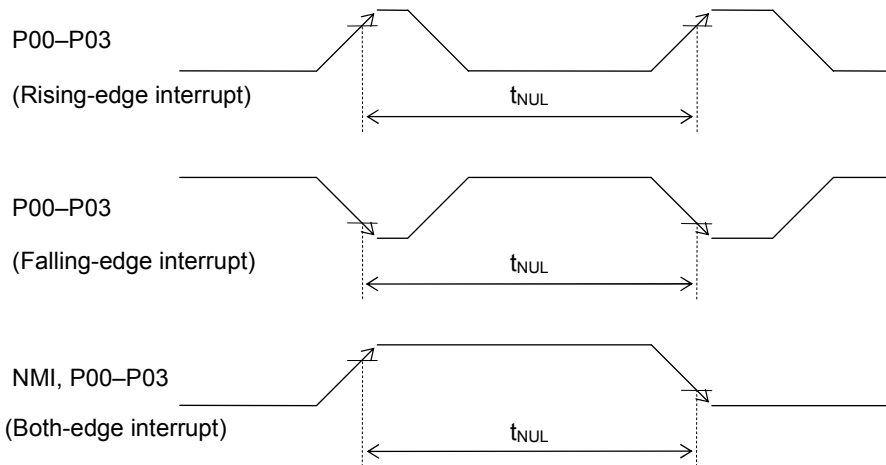 P00–P03
(Rising-edge interrupt)
tNUL
P00–P03
(Falling-edge interrupt)
tNUL
NMI, P00–P03
(Both-edge interrupt)
tNUL